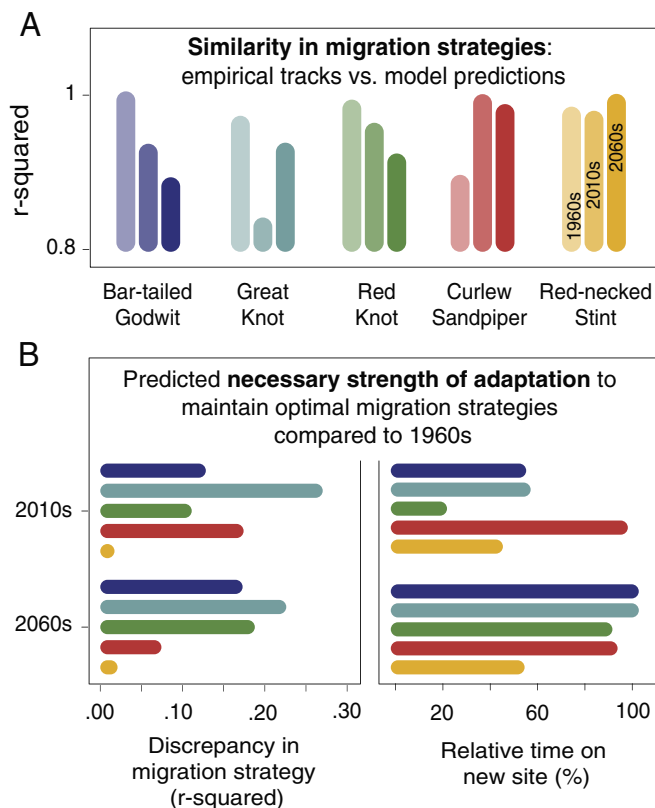 A
Similarity in migration strategies:
empirical tracks vs. model predictions
r-squared
1
0.8
1960s
2010s
2060s
Bar-tailed
Godwit
Great
Knot
Red
Knot
Curlew
Sandpiper
Red-necked
Stint
B
Predicted necessary strength of adaptation to
maintain optimal migration strategies
compared to 1960s
2010s
2060s
.00 .10 .20 .30
Discrepancy in
migration strategy
(r-squared)
20 60 100
Relative time on
new site (%)